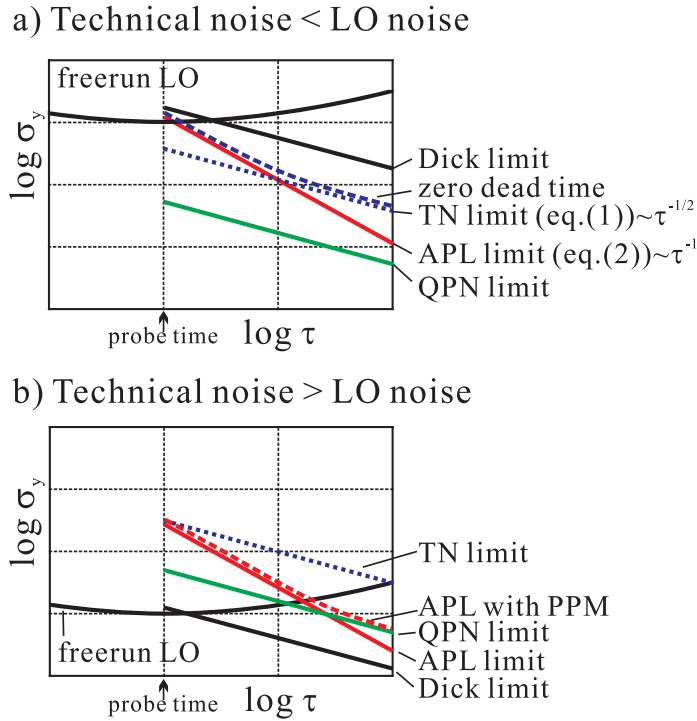 a) Technical noise < LO noise
freerun LO
log σy
Dick limit
zero dead time
TN limit (eq.(1))~τ-1/2
APL limit (eq.(2))~τ-1
QPN limit
probe time
log τ
b) Technical noise > LO noise
log σy
TN limit
APL with PPM
QPN limit
freerun LO
APL limit
Dick limit
probe time
log τ